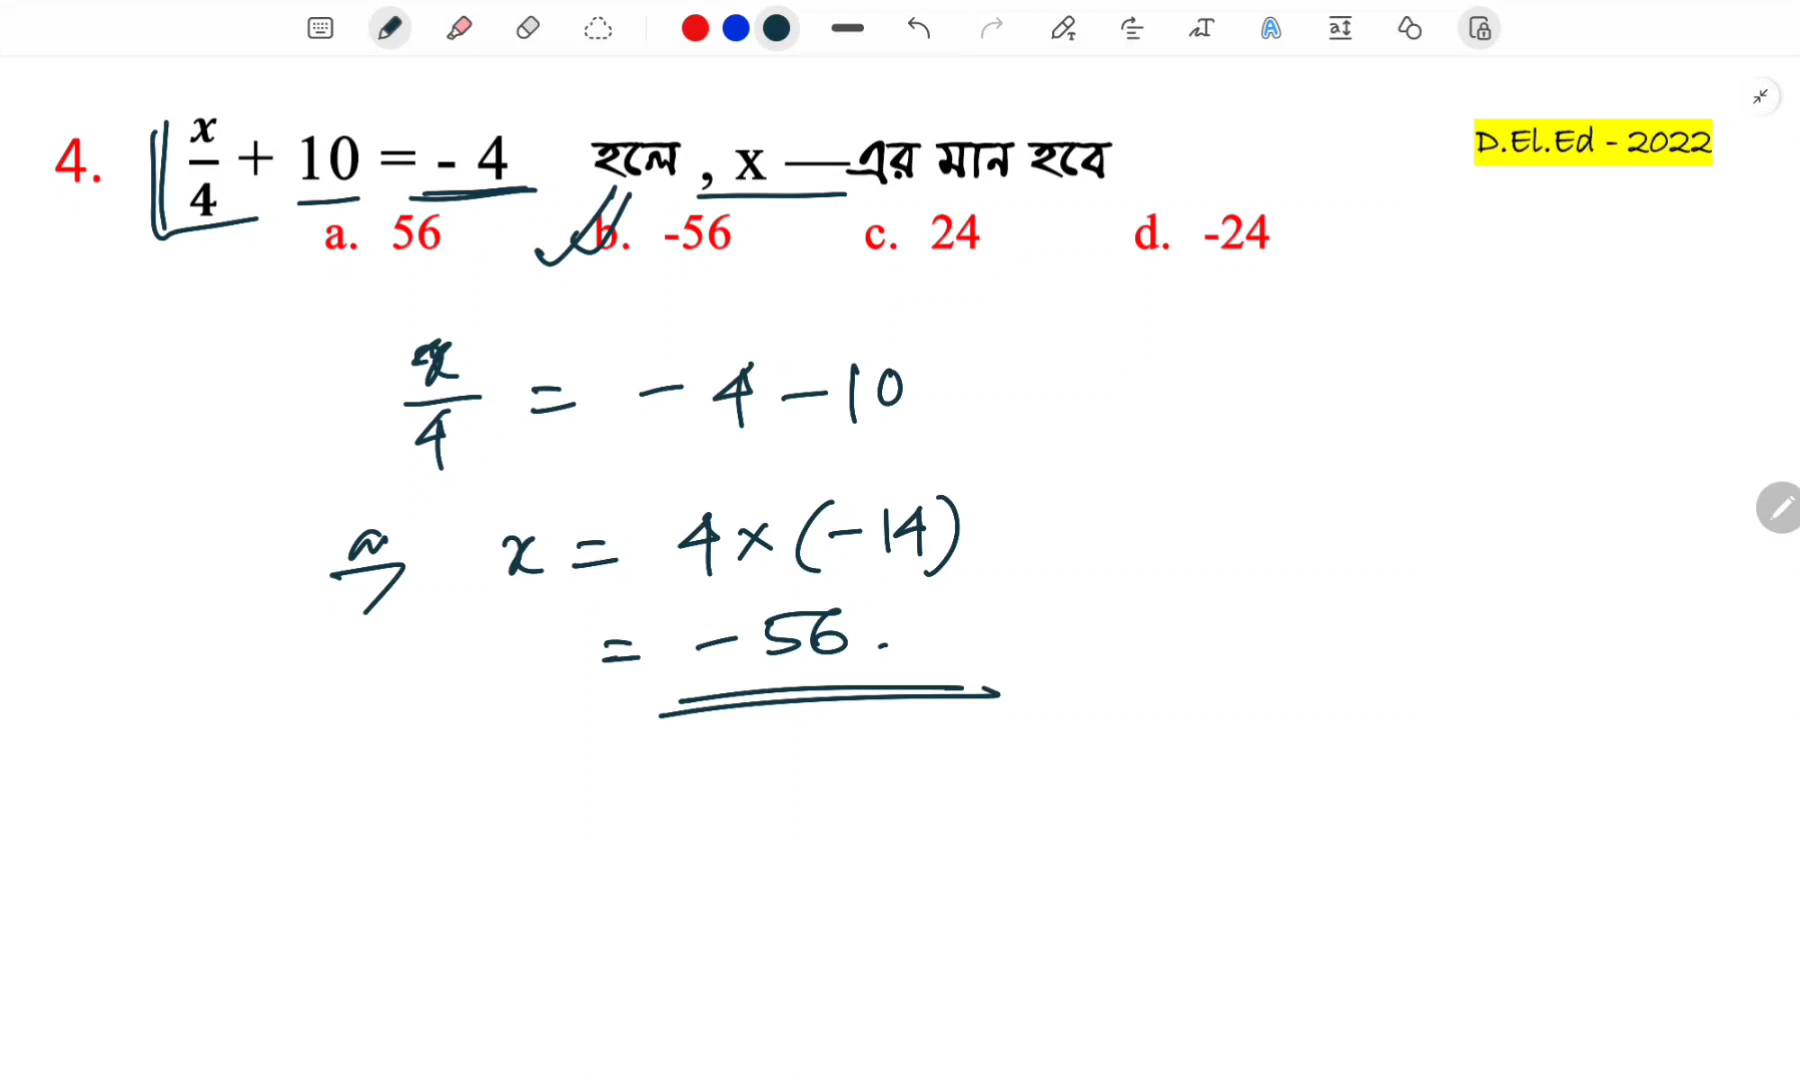 4. x/4 + 10 = - 4 হলে , x —এর মান হবে
D.El.Ed - 2022
a. 56 b. -56 c. 24 d. -24
x/4 = - 4 - 10
বা x = 4 × (-14)
= - 56 .